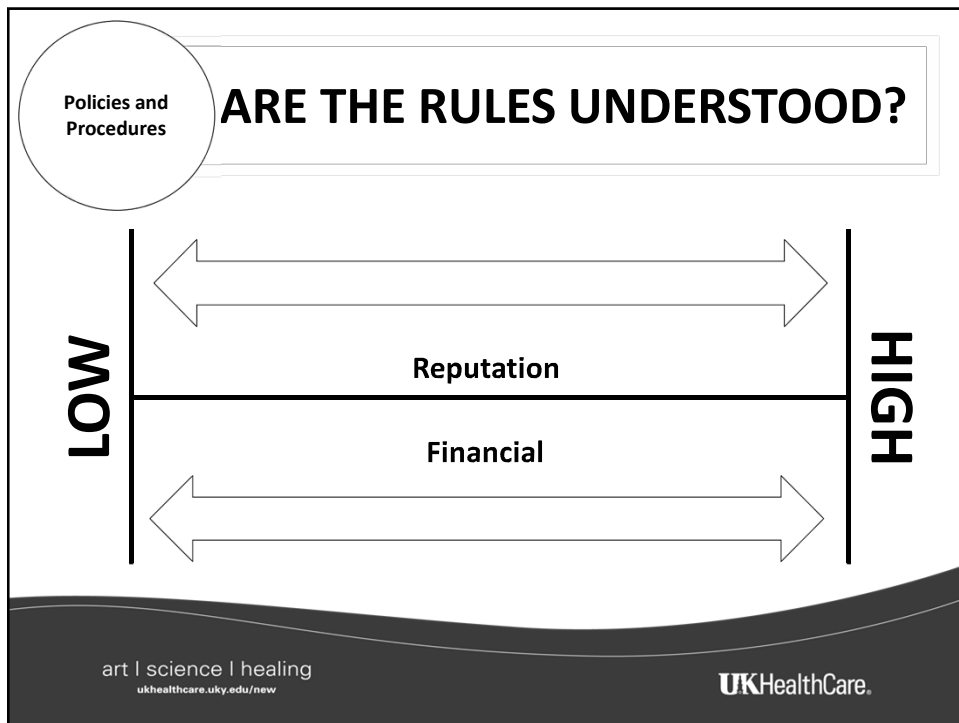 Policies and
Procedures
ARE THE RULES UNDERSTOOD?
LOW
HIGH
Reputation
Financial
art | science | healing
ukhealthcare.uky.edu/new
UKHealthCare®